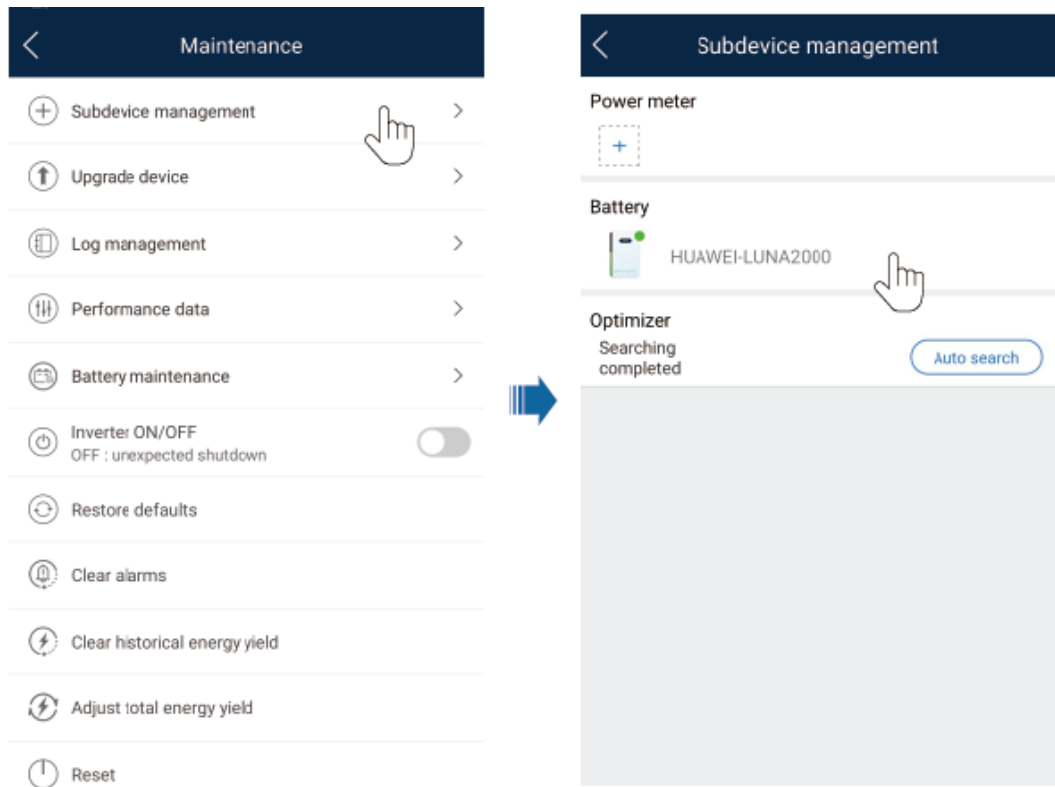 Maintenance
Subdevice management
Upgrade device
Log management
Performance data
Battery maintenance
Inverter ON/OFF
OFF : unexpected shutdown
Restore defaults
Clear alarms
Clear historical energy yield
Adjust total energy yield
Reset
Subdevice management
Power meter
+
Battery
HUAWEI-LUNA2000
Optimizer
Searching
completed
Auto search